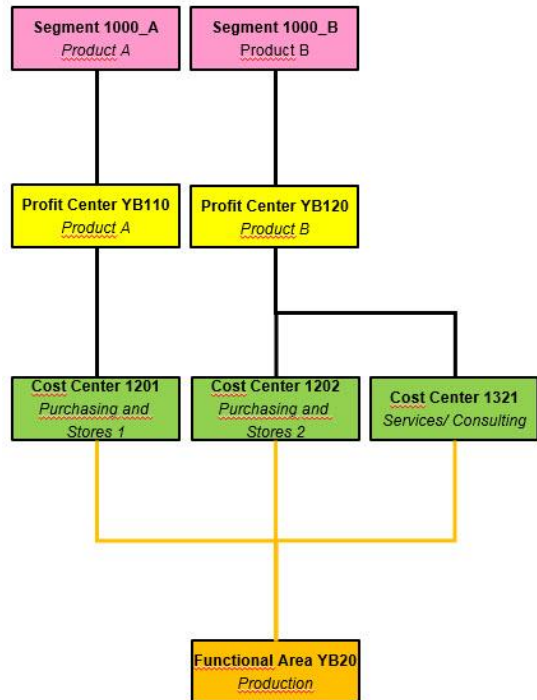 Segment 1000_A
Product A
Segment 1000_B
Product B
Profit Center YB110
Product A
Profit Center YB120
Product B
Cost Center 1201
Purchasing and
Stores 1
Cost Center 1202
Purchasing and
Stores 2
Cost Center 1321
Services/ Consulting
Functional Area YB20
Production